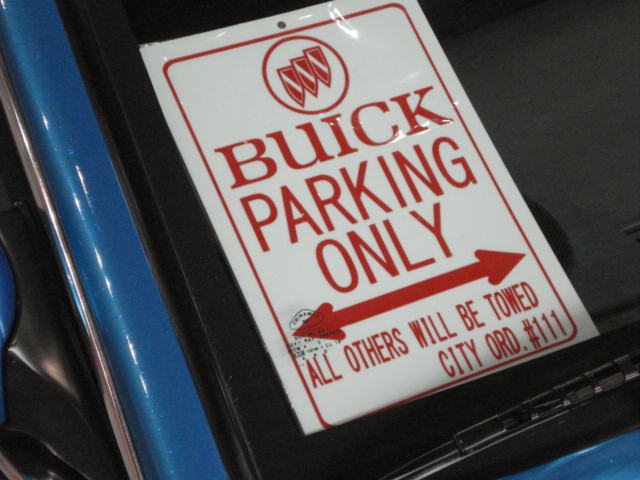 BUICK
PARKING
ONLY
ALL OTHERS WILL BE TOWED
CITY ORD. #111